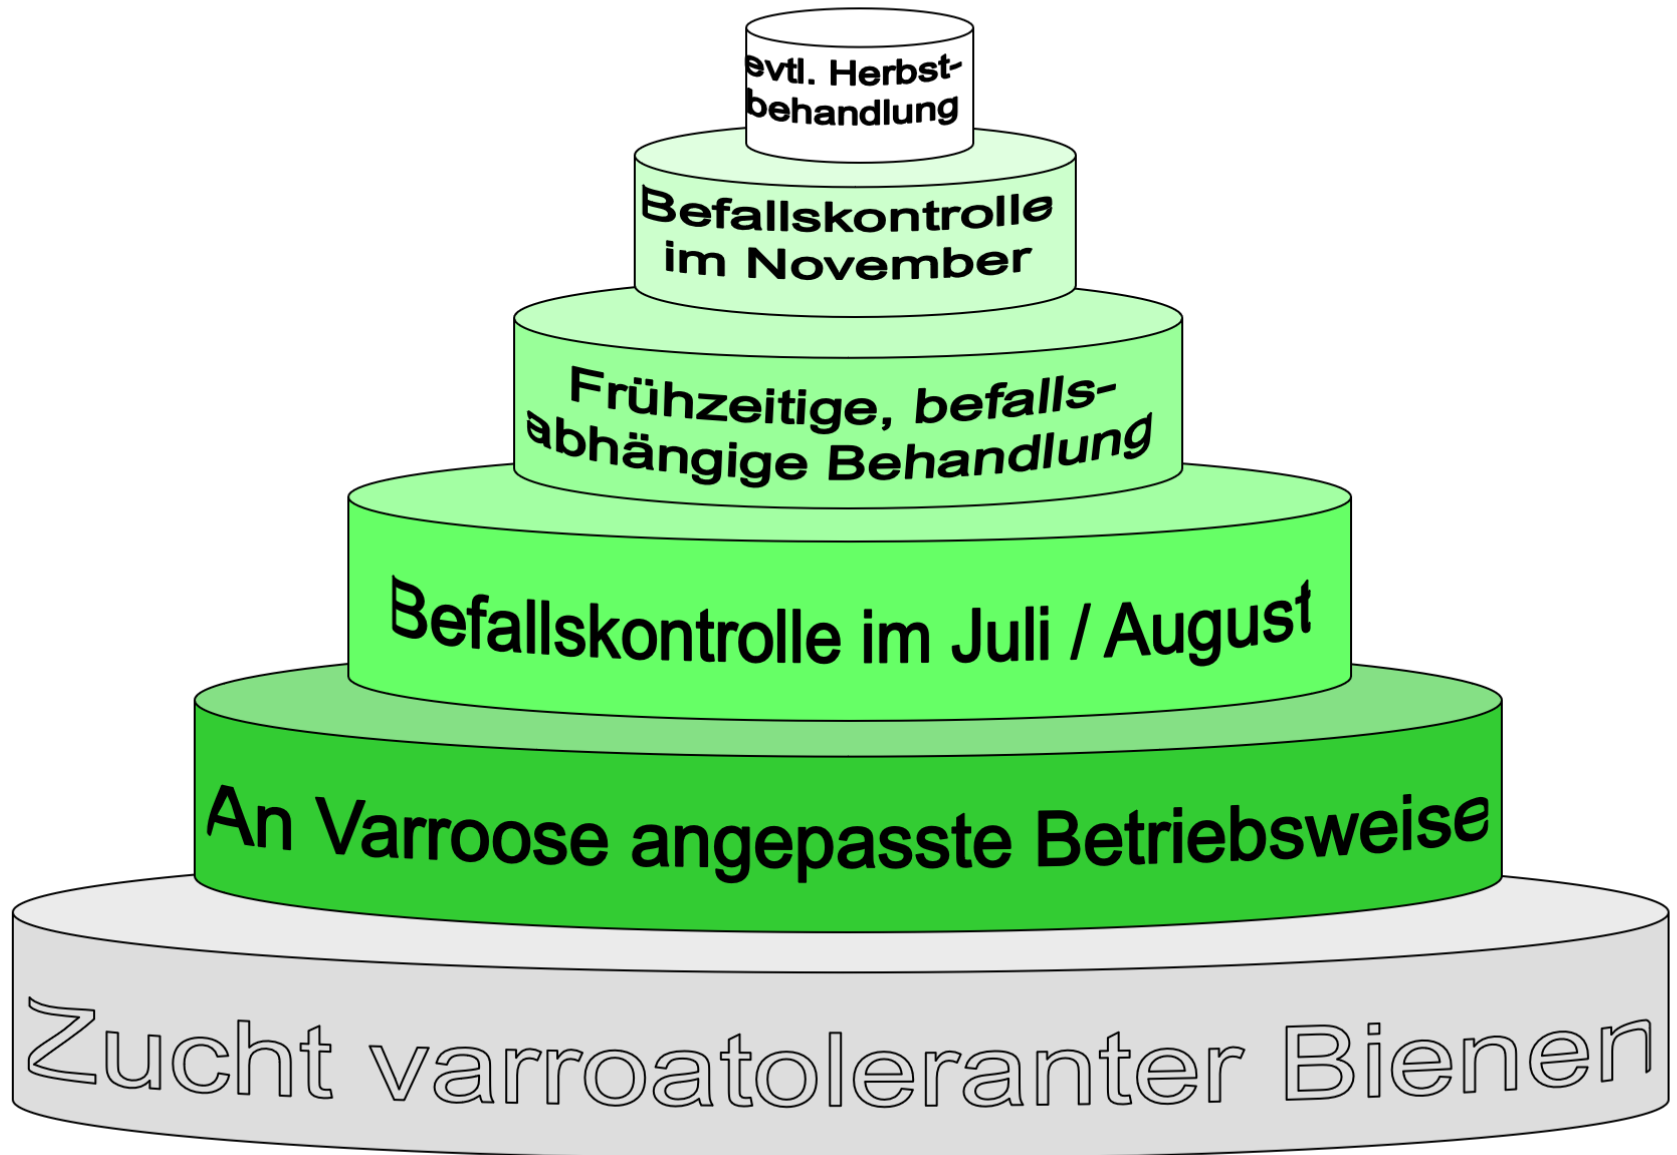 evtl. Herbst-
behandlung
Befallskontrolle
im November
Frühzeitige, befalls-
abhängige Behandlung
Befallskontrolle im Juli / August
An Varroose angepasste Betriebsweise
Zucht varroatoleranter Bienen